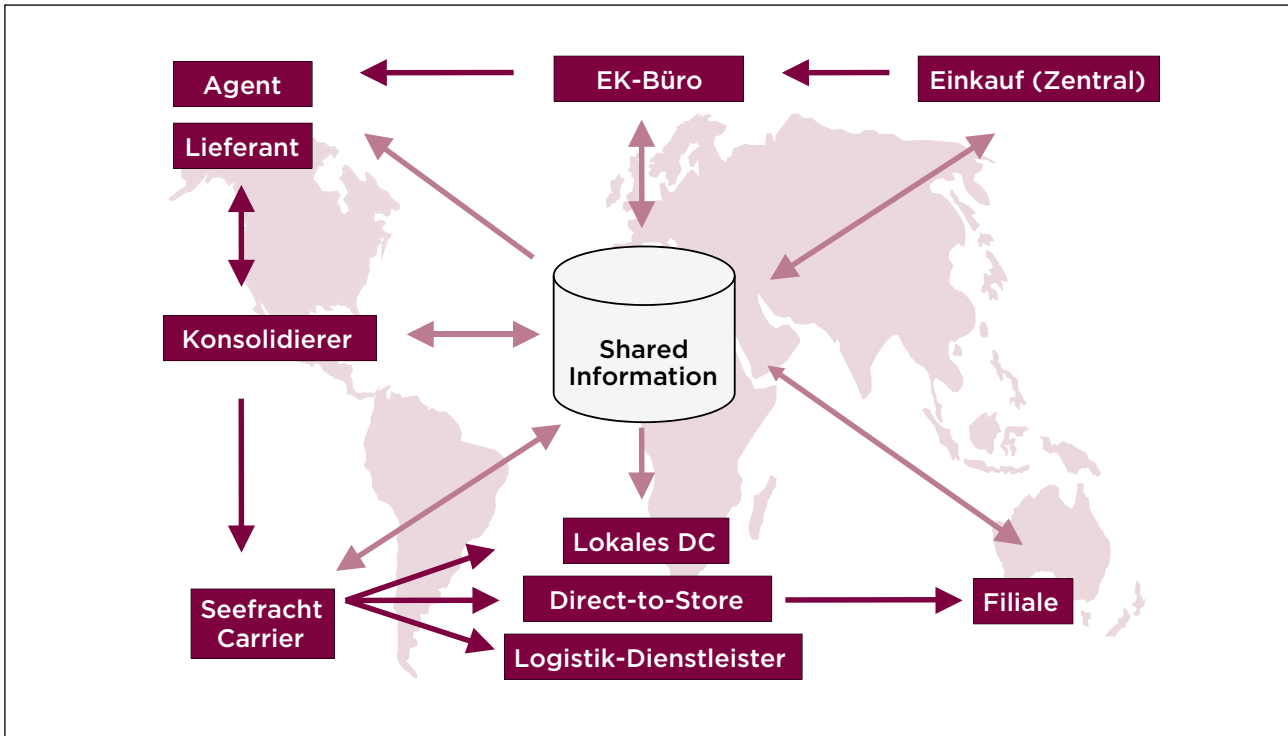 Agent
EK-Büro
Einkauf (Zentral)
Lieferant
Konsolidierer
Shared
Information
Lokales DC
Seefracht
Carrier
Direct-to-Store
Filiale
Logistik-Dienstleister